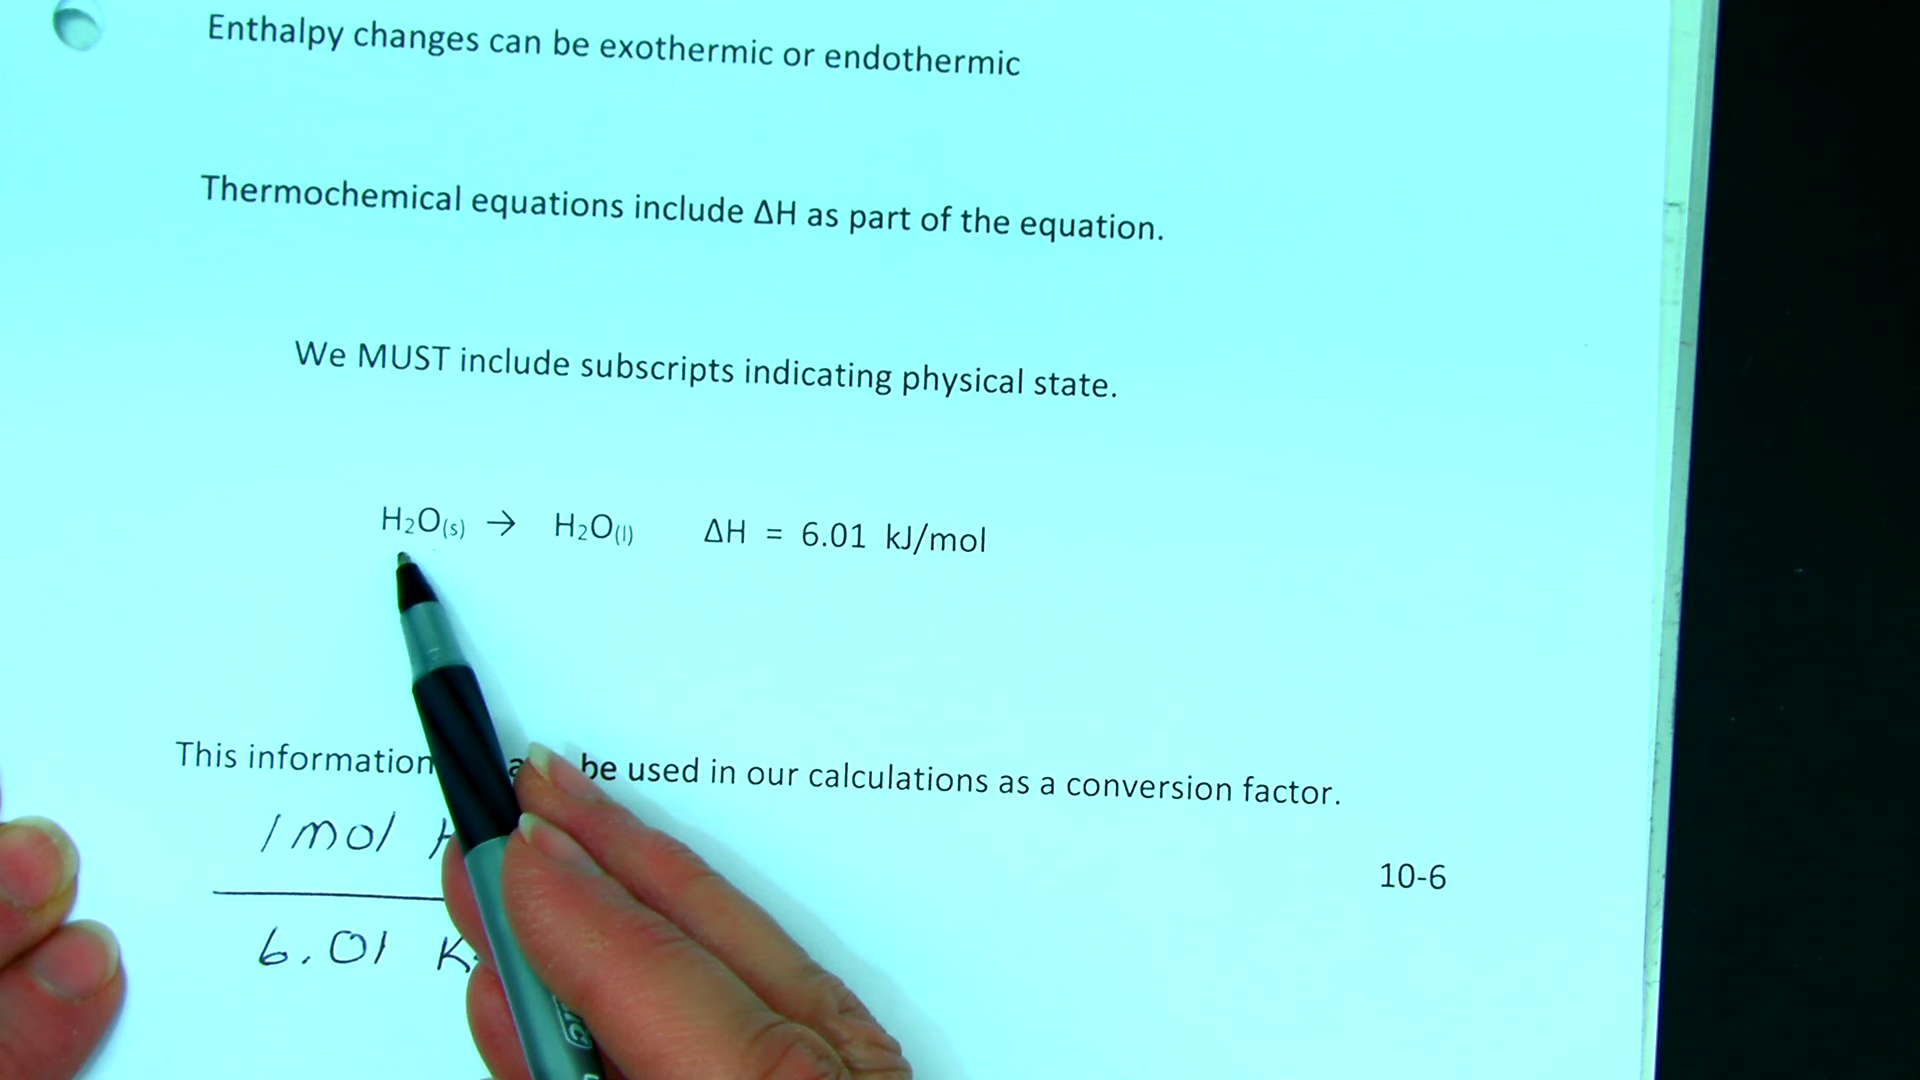 Enthalpy changes can be exothermic or endothermic
Thermochemical equations include ΔH as part of the equation.
We MUST include subscripts indicating physical state.
H₂O(s) → H₂O(l) ΔH = 6.01 kJ/mol
This information be used in our calculations as a conversion factor.
1 mol
6.01
10-6